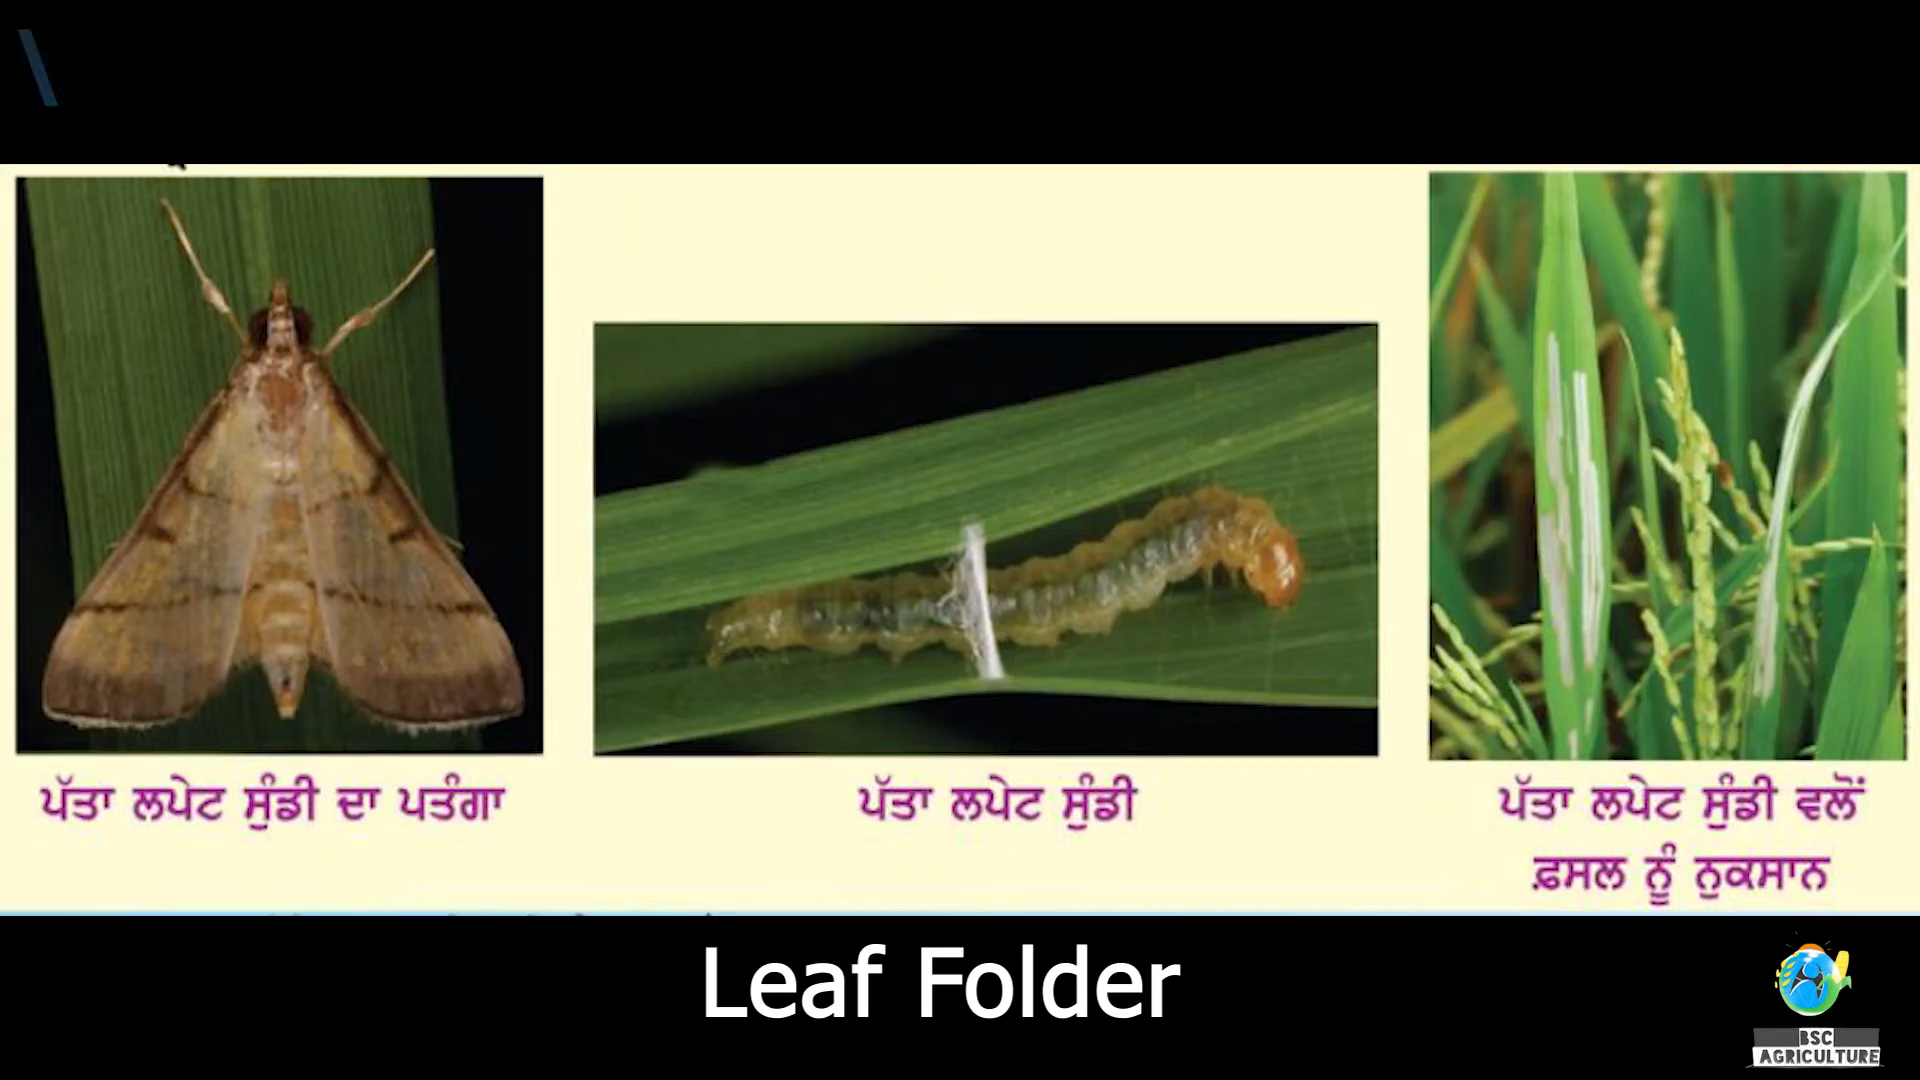 ਪੱਤਾ ਲਪੇਟ ਸੁੰਡੀ ਦਾ ਪਤੰਗਾ
ਪੱਤਾ ਲਪੇਟ ਸੁੰਡੀ
ਪੱਤਾ ਲਪੇਟ ਸੁੰਡੀ ਵਲੋਂ
ਫ਼ਸਲ ਨੂੰ ਨੁਕਸਾਨ
Leaf Folder
BSC
AGRICULTURE